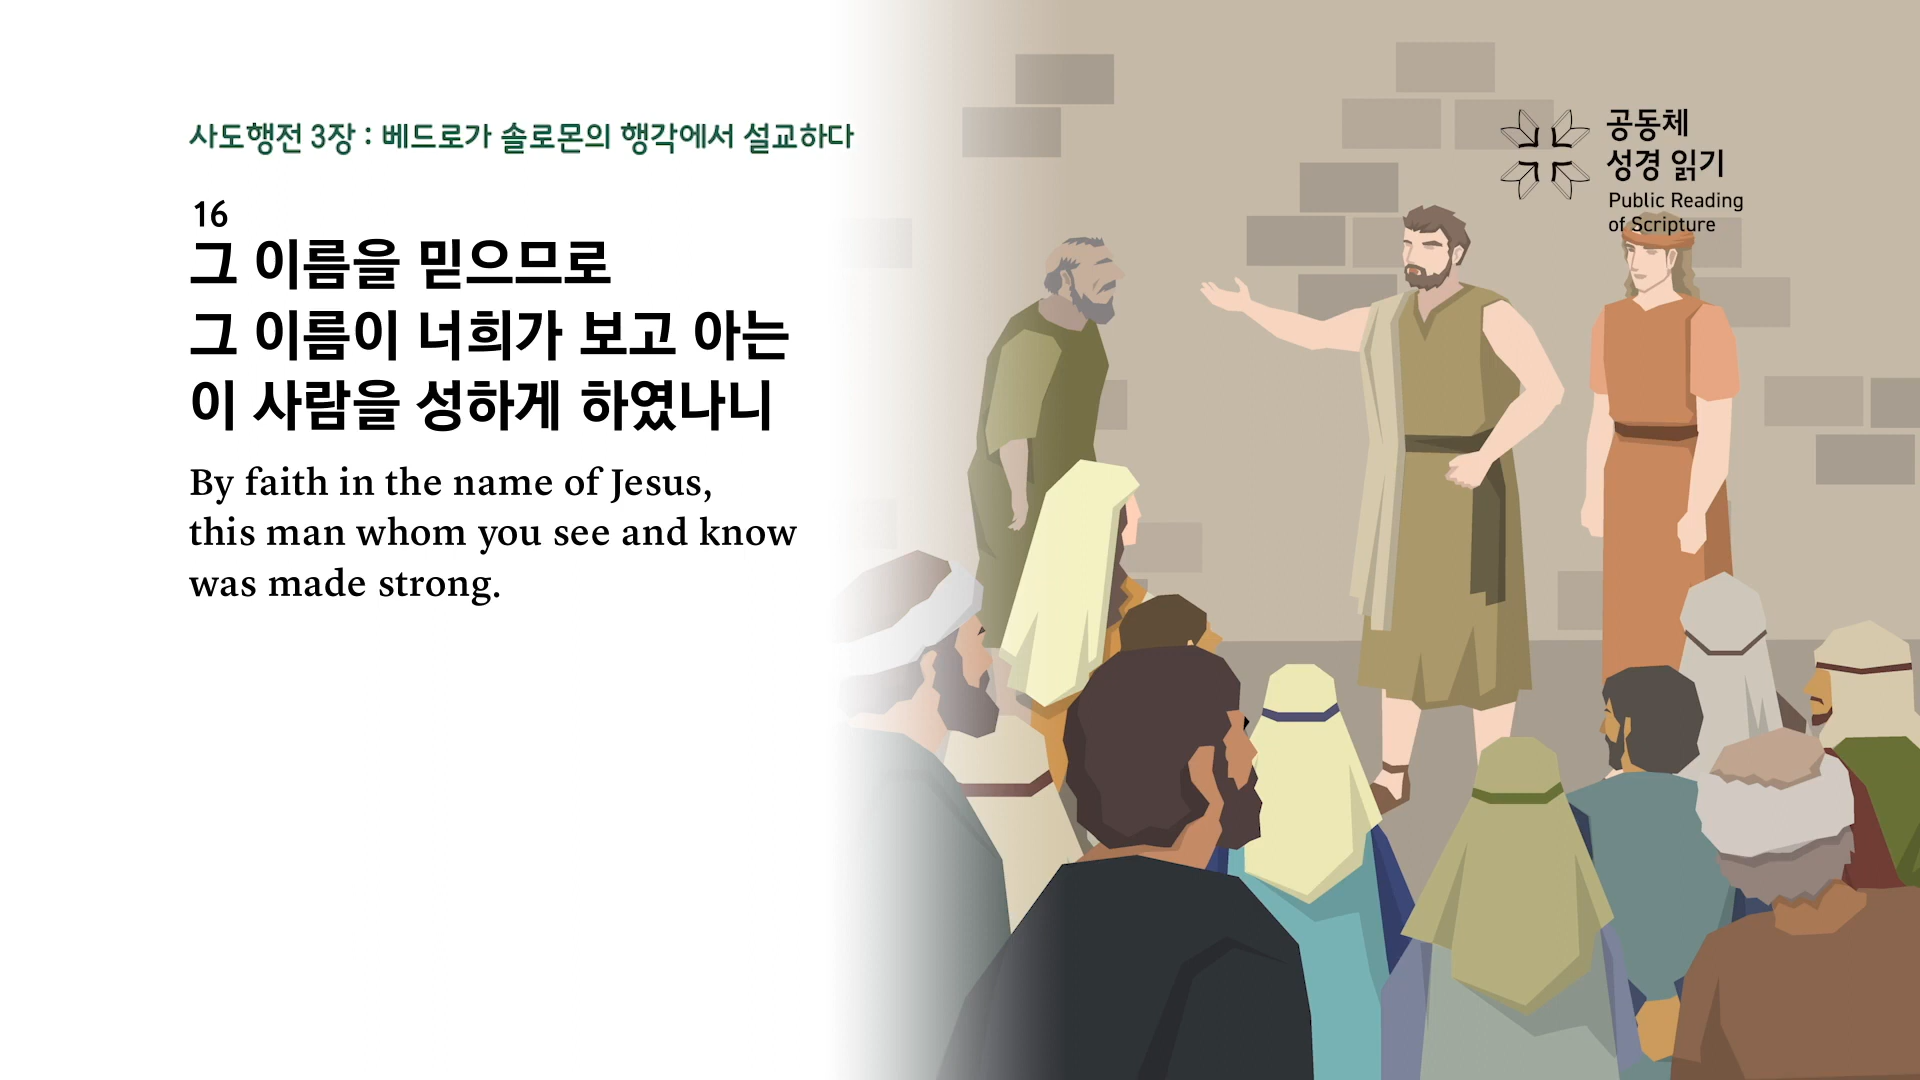 사도행전 3장 : 베드로가 솔로몬의 행각에서 설교하다
16
그 이름을 믿으므로
그 이름이 너희가 보고 아는
이 사람을 성하게 하였나니
By faith in the name of Jesus,
this man whom you see and know
was made strong.
공동체
성경 읽기
Public Reading
of Scripture